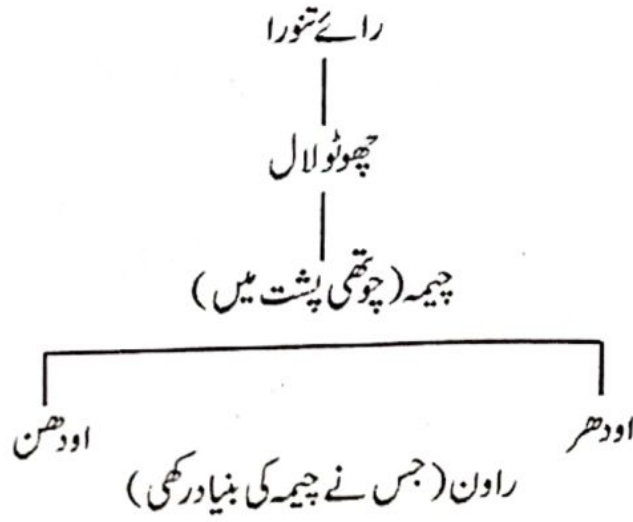 رائے تنورا
چھوٹو لال
چیمہ (چوتھی پشت میں)
اودھر
اودھن
راون (جس نے چیمہ کی بنیاد رکھی)